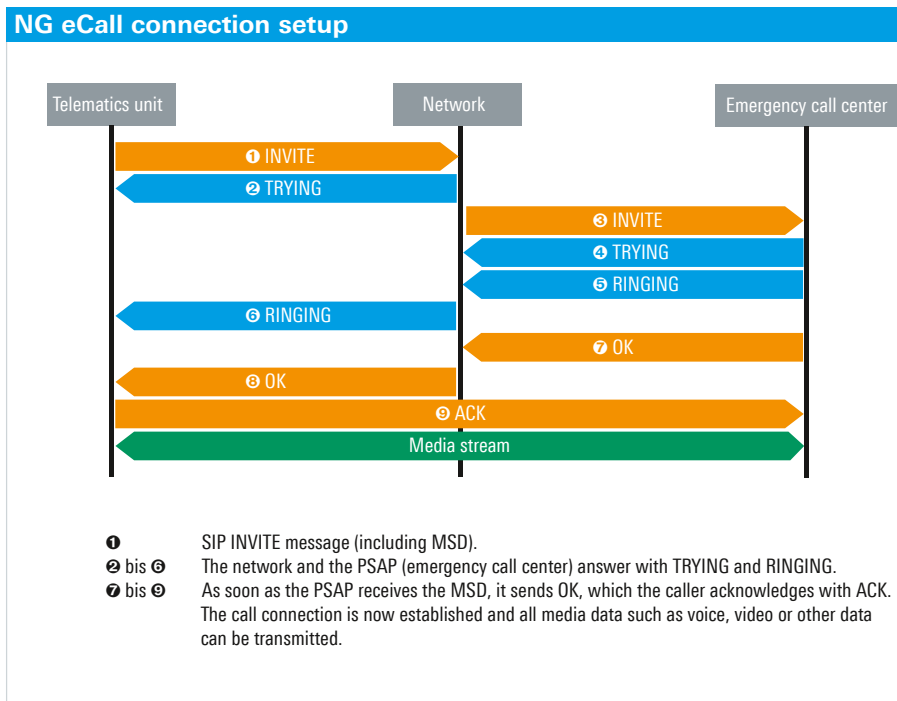 NG eCall connection setup
Telematics unit
Network
Emergency call center
❶ INVITE
❷ TRYING
❸ INVITE
❹ TRYING
❺ RINGING
❻ RINGING
❼ OK
❽ OK
❾ ACK
Media stream
❶ SIP INVITE message (including MSD).
❷ bis ❻ The network and the PSAP (emergency call center) answer with TRYING and RINGING.
❼ bis ❾ As soon as the PSAP receives the MSD, it sends OK, which the caller acknowledges with ACK.
The call connection is now established and all media data such as voice, video or other data
can be transmitted.